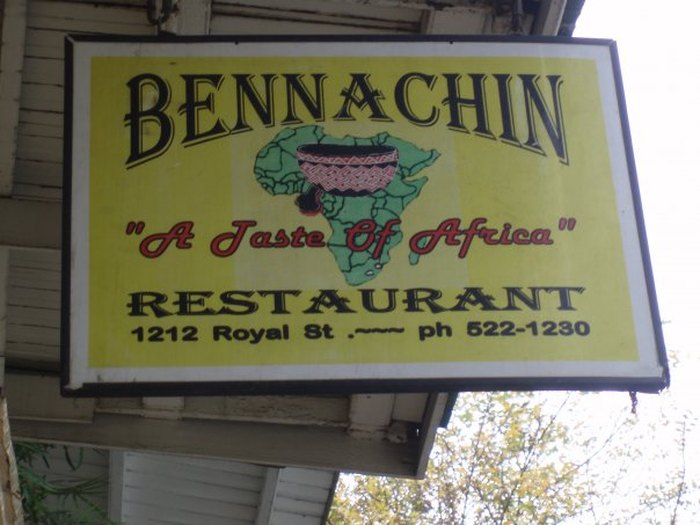 BENNACHIN
"A Taste Of Africa"
RESTAURANT
1212 Royal St .~~~~ ph 522-1230